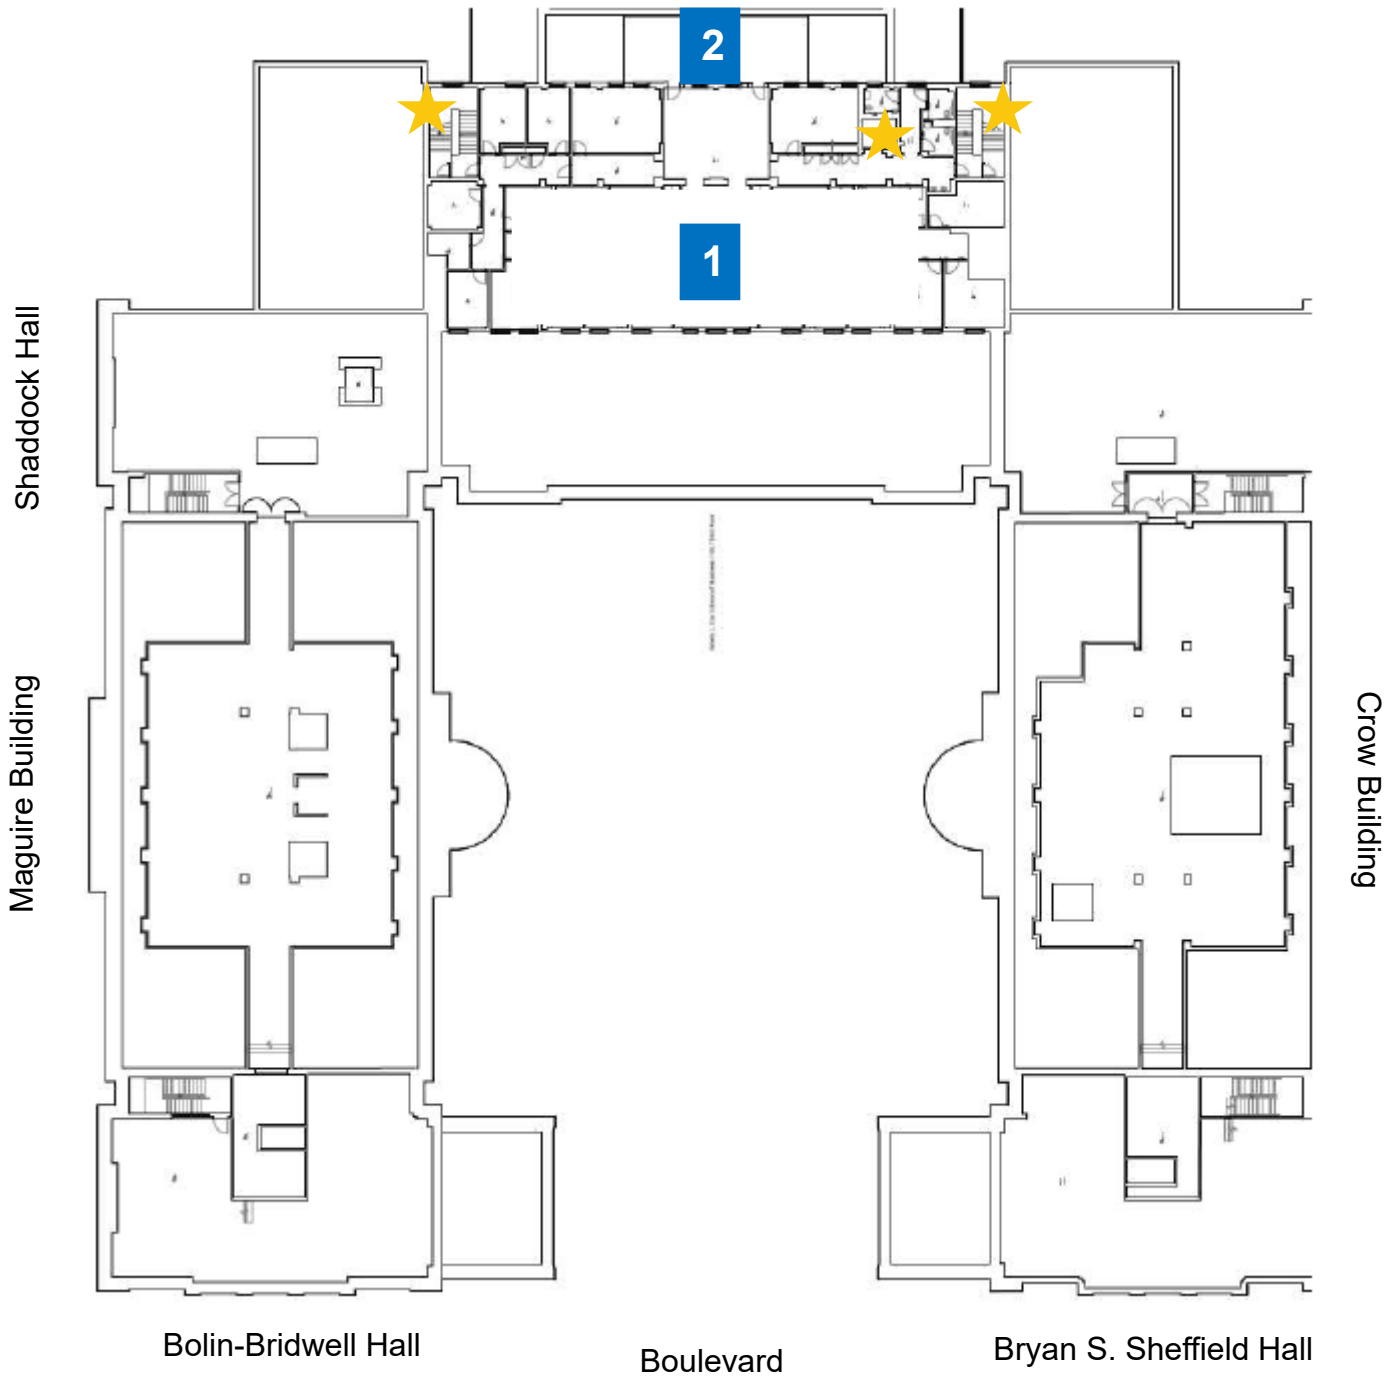 2
1
Shaddock Hall
Maguire Building
Crow Building
Bolin-Bridwell Hall
Boulevard
Bryan S. Sheffield Hall